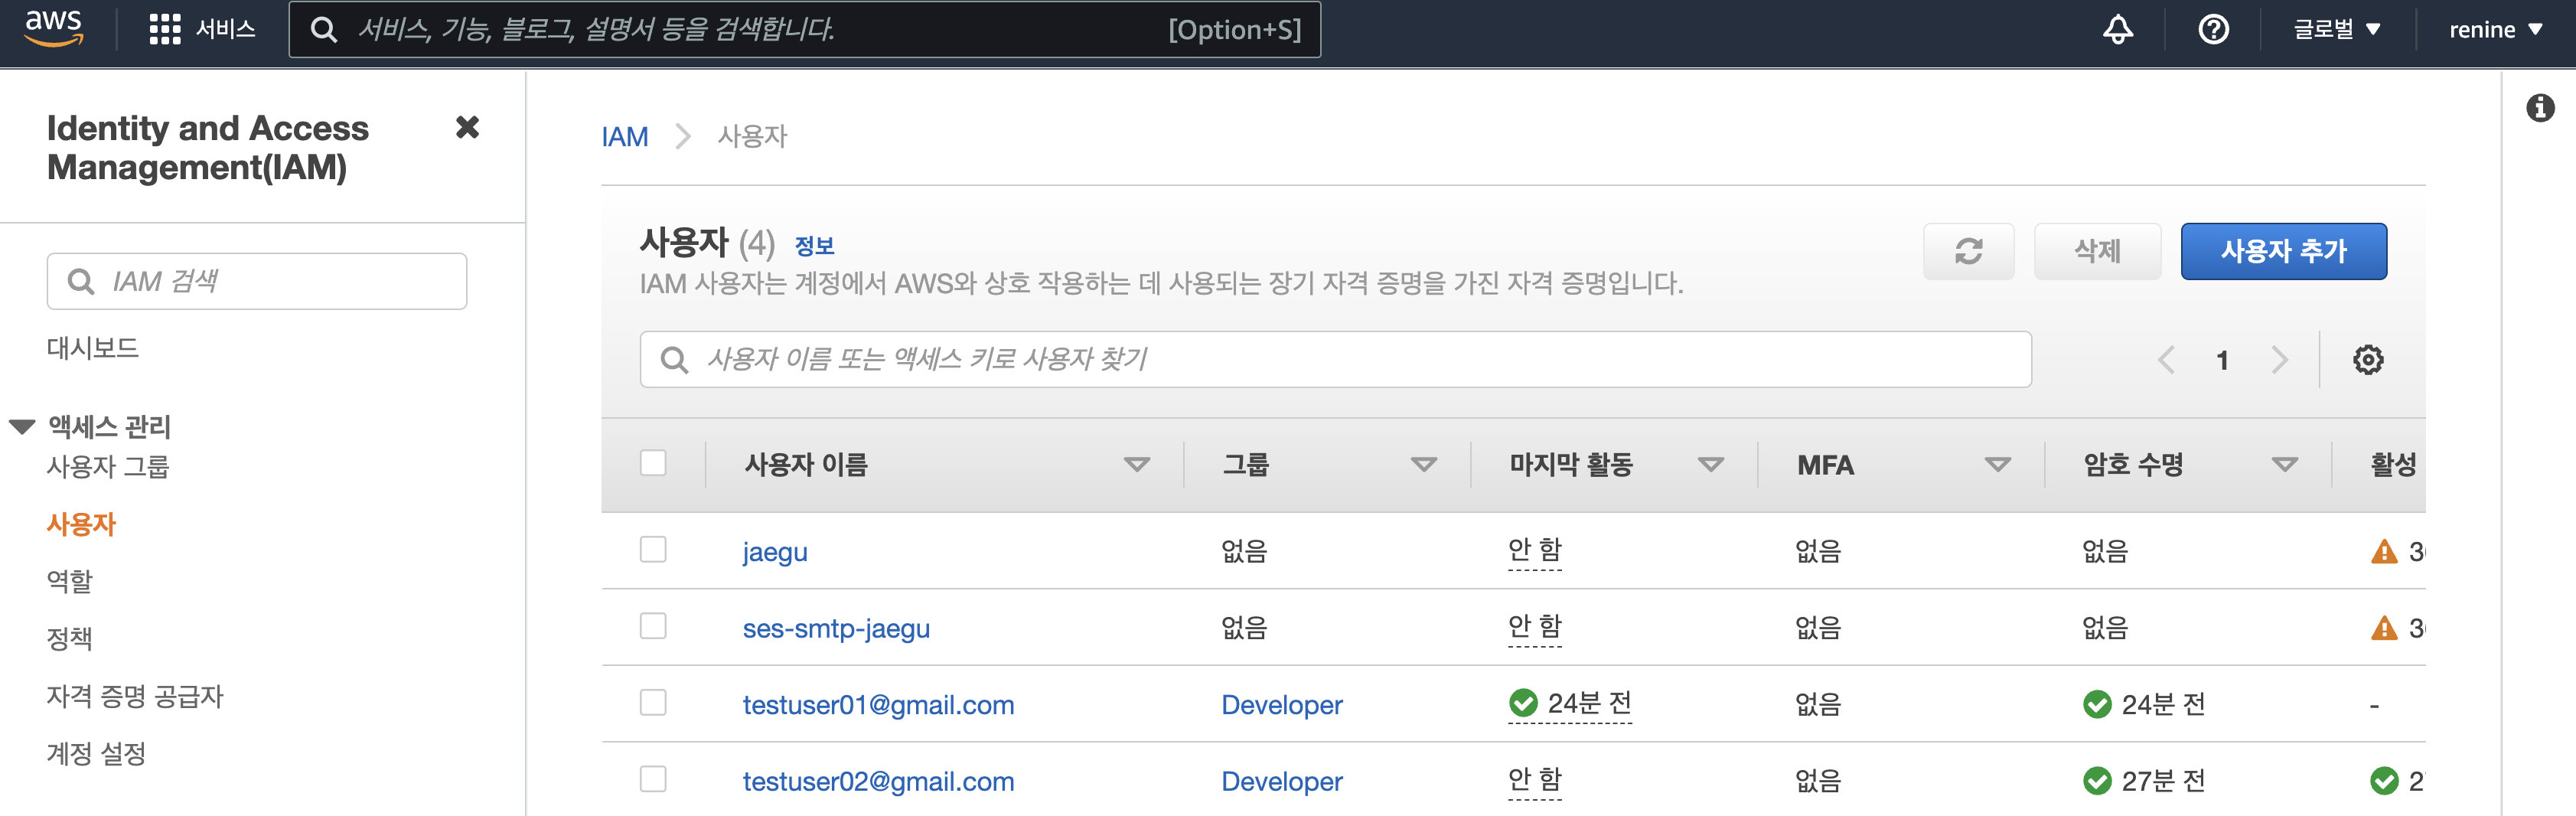 aws
서비스
서비스, 기능, 블로그, 설명서 등을 검색합니다.
[Option+S]
글로벌
renine
Identity and Access
Management(IAM)
IAM 검색
대시보드
액세스 관리
사용자 그룹
사용자
역할
정책
자격 증명 공급자
계정 설정
IAM
사용자
사용자 (4) 정보
IAM 사용자는 계정에서 AWS와 상호 작용하는 데 사용되는 장기 자격 증명을 가진 자격 증명입니다.
삭제
사용자 추가
사용자 이름 또는 액세스 키로 사용자 찾기
1
사용자 이름 그룹 마지막 활동 MFA 암호 수명 활성
jaegu 없음 안 함 없음 없음
ses-smtp-jaegu 없음 안 함 없음 없음
testuser01@gmail.com Developer 24분 전 없음 24분 전 -
testuser02@gmail.com Developer 안 함 없음 27분 전